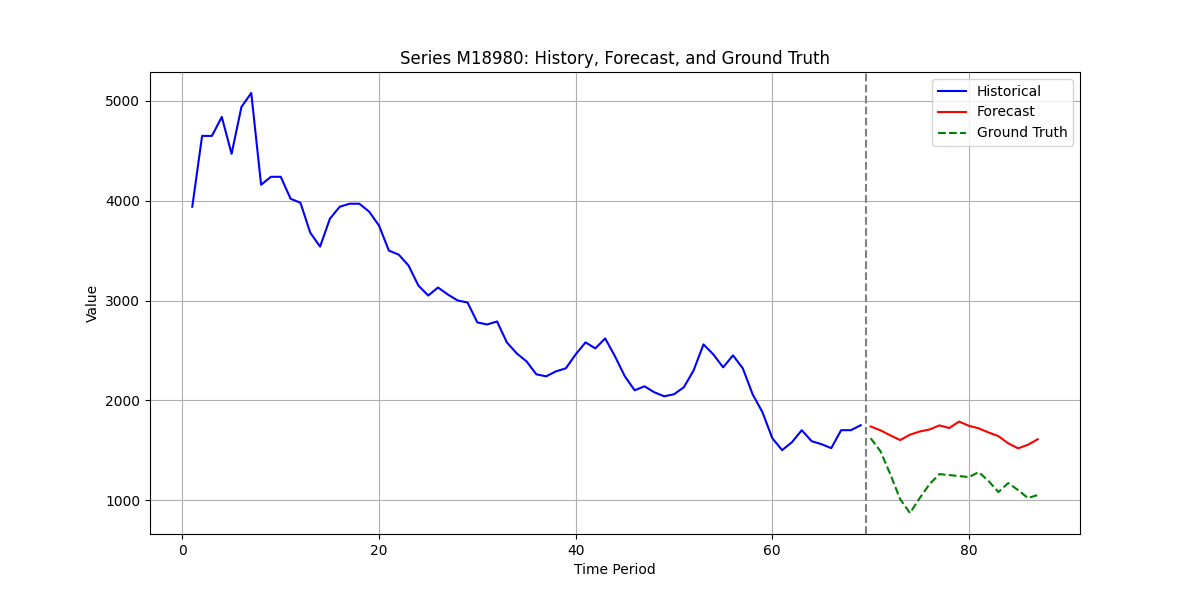 Series M18980: History, Forecast, and Ground Truth
Historical
Forecast
Ground Truth
5000
4000
3000
2000
1000
Value
0
20
40
60
80
Time Period